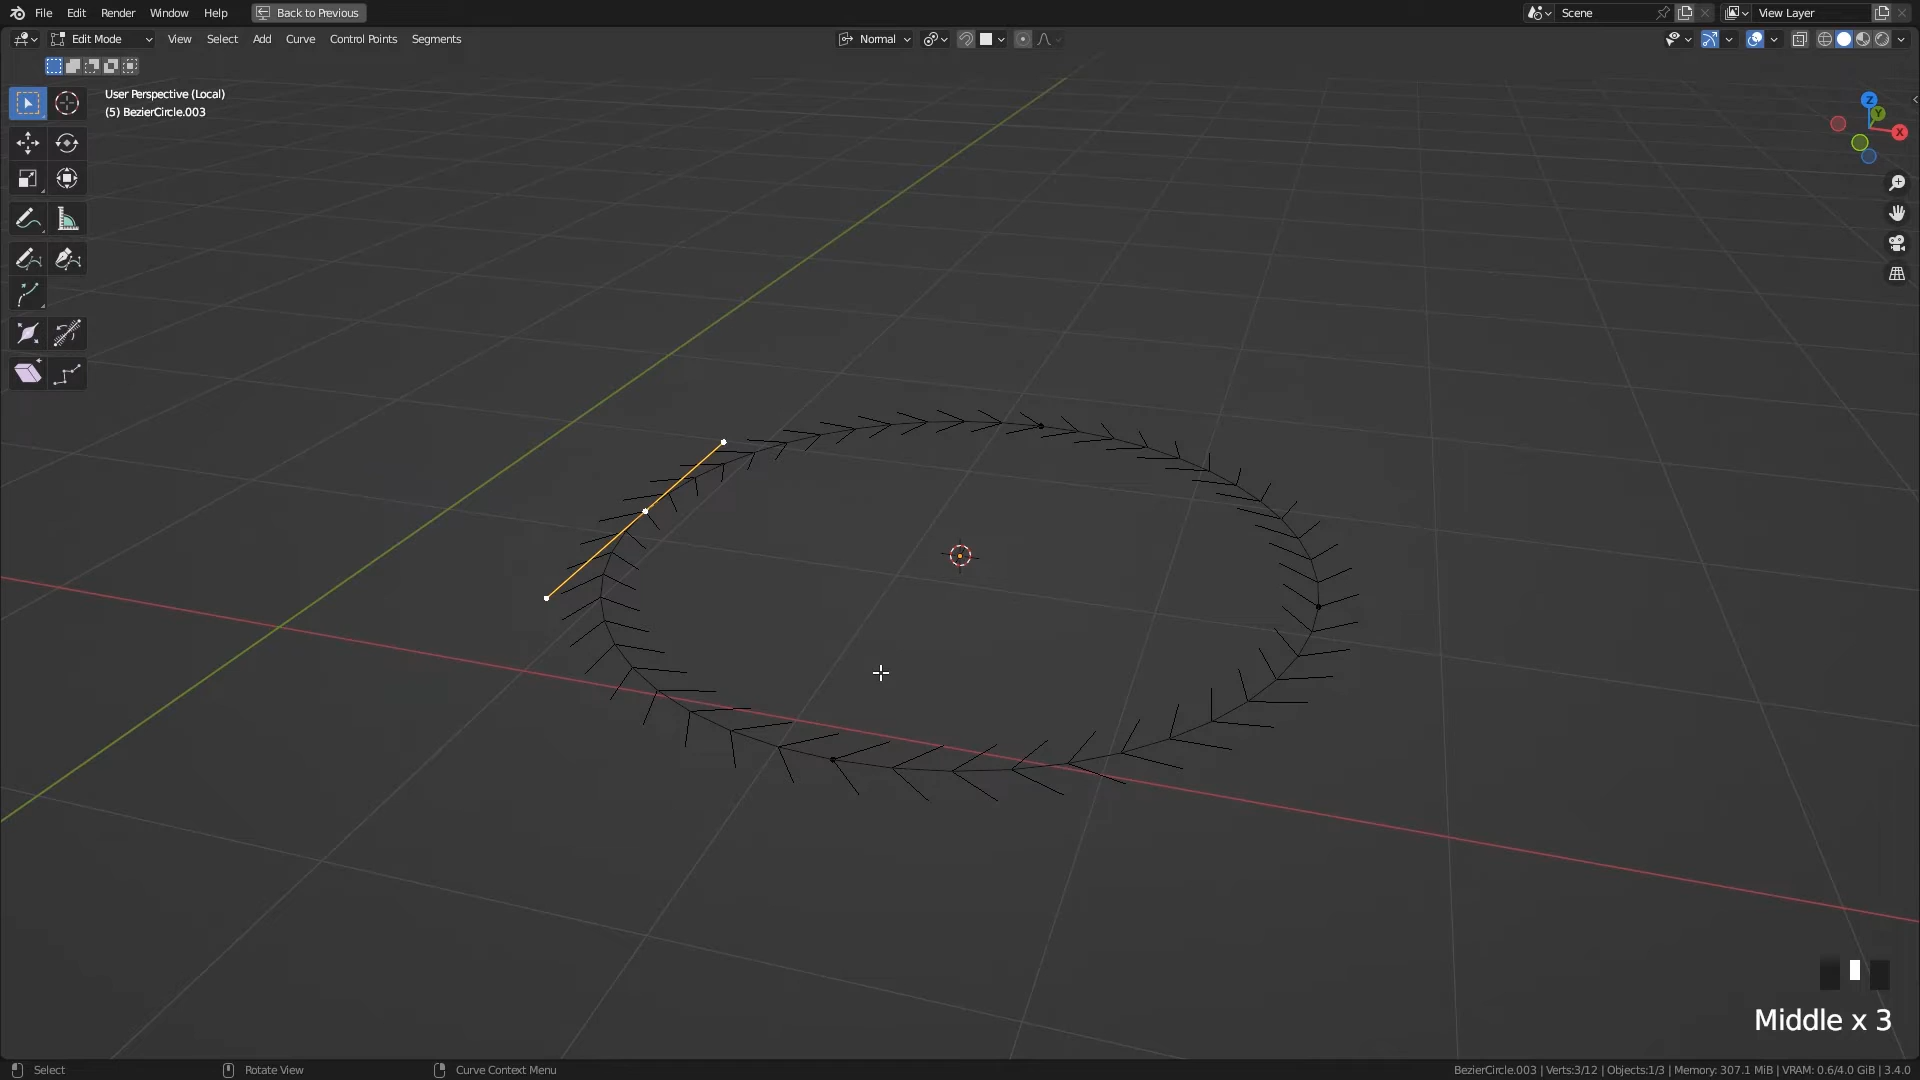 File Edit Render Window Help Back to Previous Scene View Layer
Edit Mode View Select Add Curve Control Points Segments Normal
User Perspective (Local)
(5) BezierCircle.003
Z
Y
X
Middle x 3
Select Rotate View Curve Context Menu BezierCircle.003 | Verts:3/12 | Objects:1/3 | Memory: 307.1 MiB | VRAM: 0.6/4.0 GiB | 3.4.0